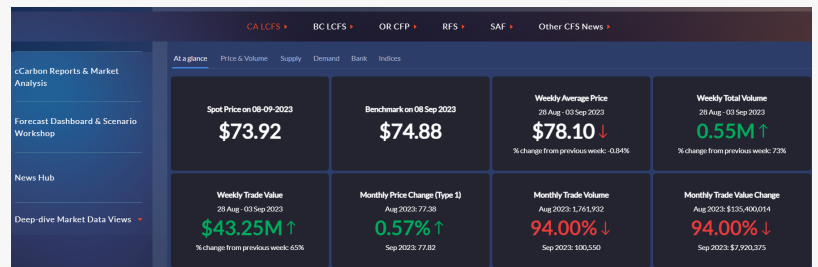 CA LCFS
BC LCFS
OR CFP
RFS
SAF
Other CFS News
cCarbon Reports & Market
Analysis
Forecast Dashboard & Scenario
Workshop
News Hub
Deep-dive Market Data Views
At a glance
Price & Volume
Supply
Demand
Bank
Indices
Spot Price on 08-09-2023
$73.92
Benchmark on 08 Sep 2023
$74.88
Weekly Average Price
28 Aug - 03 Sep 2023
$78.10 ↓
% change from previous week: -0.84%
Weekly Total Volume
28 Aug - 03 Sep 2023
0.55M ↑
% change from previous week: 73%
Weekly Trade Value
28 Aug - 03 Sep 2023
$43.25M ↑
% change from previous week: 65%
Monthly Price Change (Type 1)
Aug 2023: 77.38
0.57% ↑
Sep 2023: 77.82
Monthly Trade Volume
Aug 2023: 1,761,932
94.00% ↓
Sep 2023: 100,550
Monthly Trade Value Change
Aug 2023: $135,400,014
94.00% ↓
Sep 2023: $7,920,375